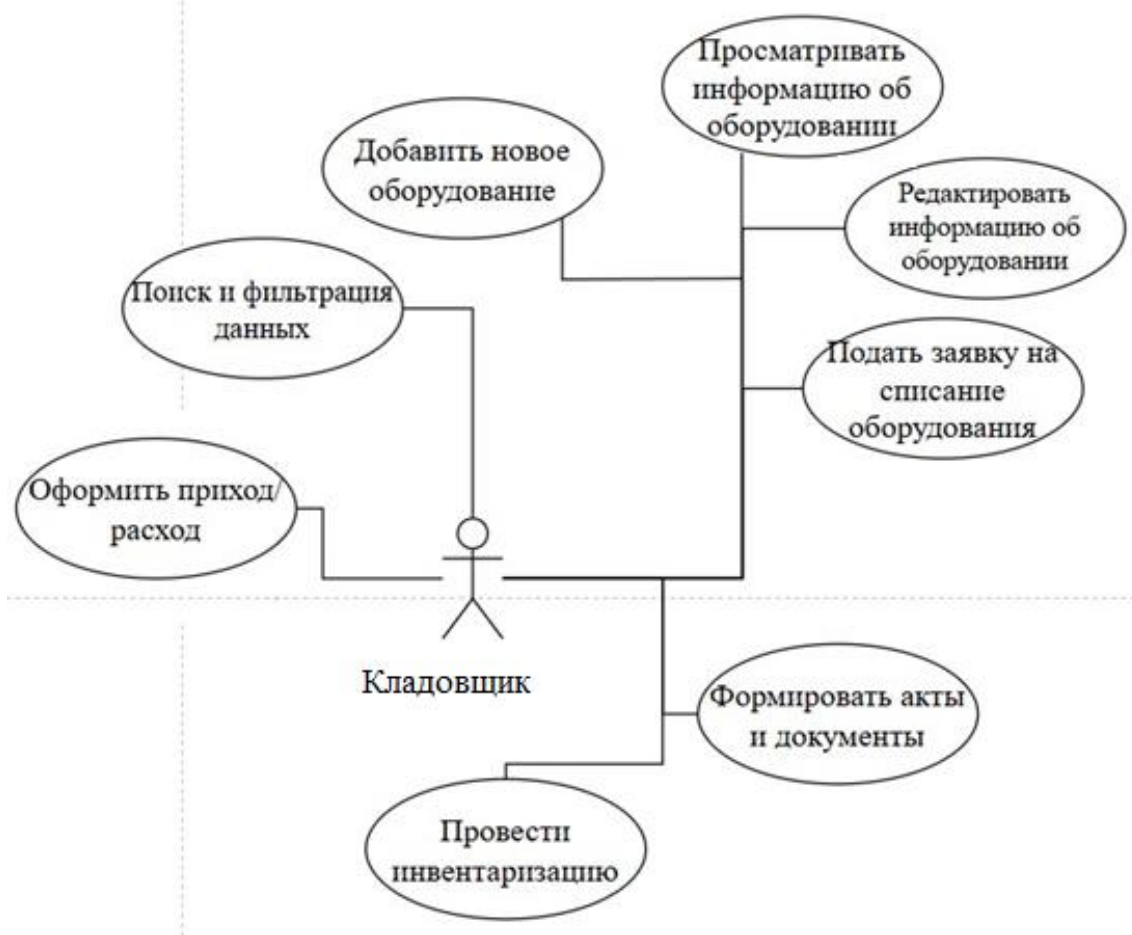 Просматривать
информацию об
оборудовании
Добавить новое
оборудование
Редактировать
информацию об
оборудовании
Поиск и фильтрация
данных
Подать заявку на
списание
оборудования
Оформить приход/
расход
Кладовщик
Формировать акты
и документы
Провести
инвентаризацию